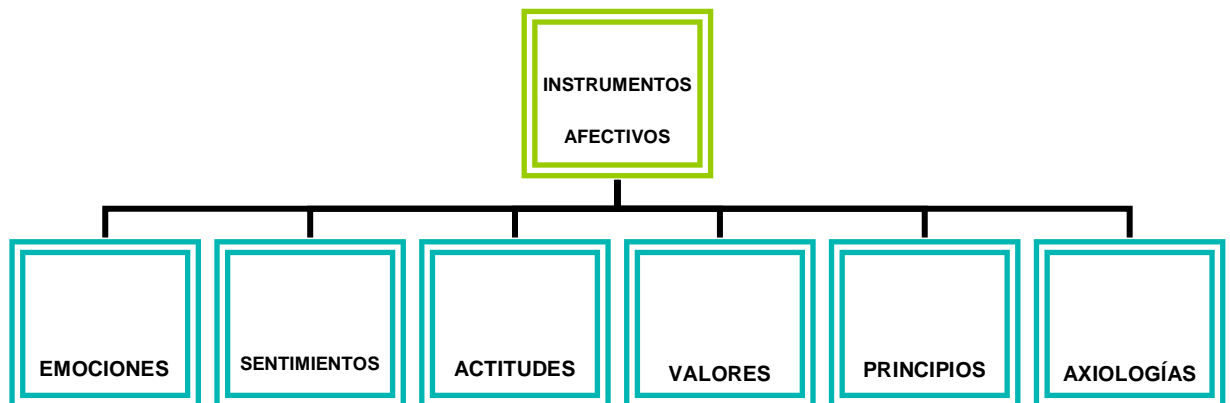 INSTRUMENTOS
AFECTIVOS
EMOCIONES
SENTIMIENTOS
ACTITUDES
VALORES
PRINCIPIOS
AXIOLOGÍAS